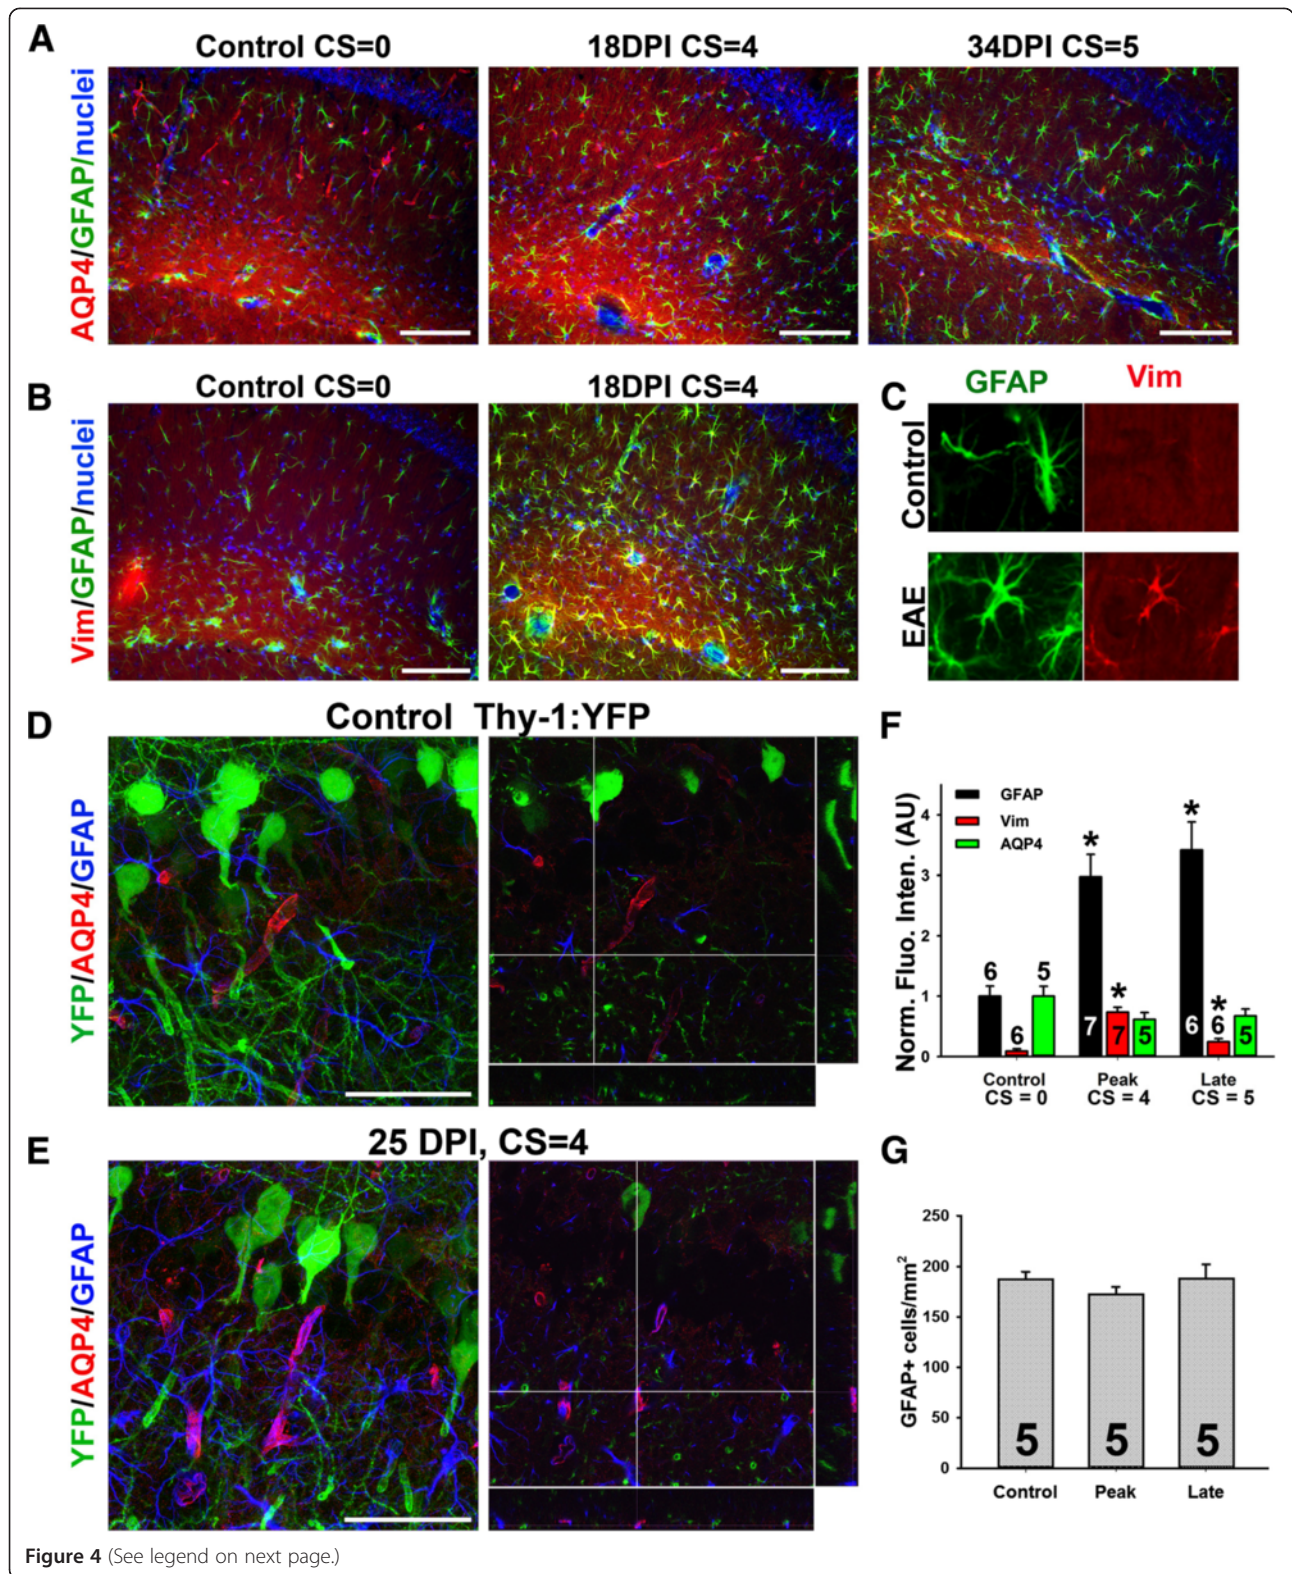 A
Control CS=0
18DPI CS=4
34DPI CS=5
AQP4/GFAP/nuclei
B
Control CS=0
18DPI CS=4
Vim/GFAP/nuclei
C
GFAP
Vim
Control
EAE
D
Control Thy-1:YFP
YFP/AQP4/GFAP
E
25 DPI, CS=4
YFP/AQP4/GFAP
F
Norm. Fluo. Inten. (AU)
4
3
2
1
0
GFAP
Vim
AQP4
6
6
5
*
7
*
7
5
*
6
*
6
5
Control
CS = 0
Peak
CS = 4
Late
CS = 5
G
GFAP+ cells/mm²
250
200
150
100
50
0
5
5
5
Control
Peak
Late
Figure 4 (See legend on next page.)